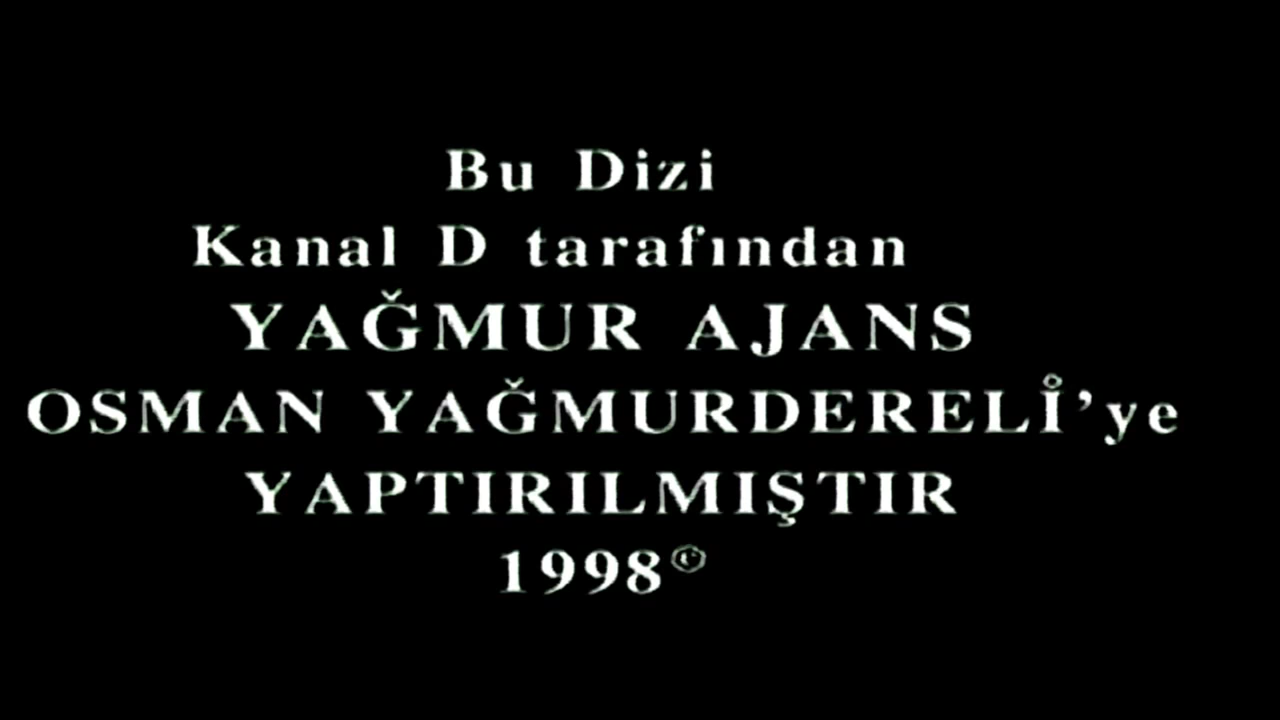 Bu Dizi
Kanal D tarafından
YAĞMUR AJANS
OSMAN YAĞMURDERELİ'ye
YAPTIRILMIŞTIR
1998©